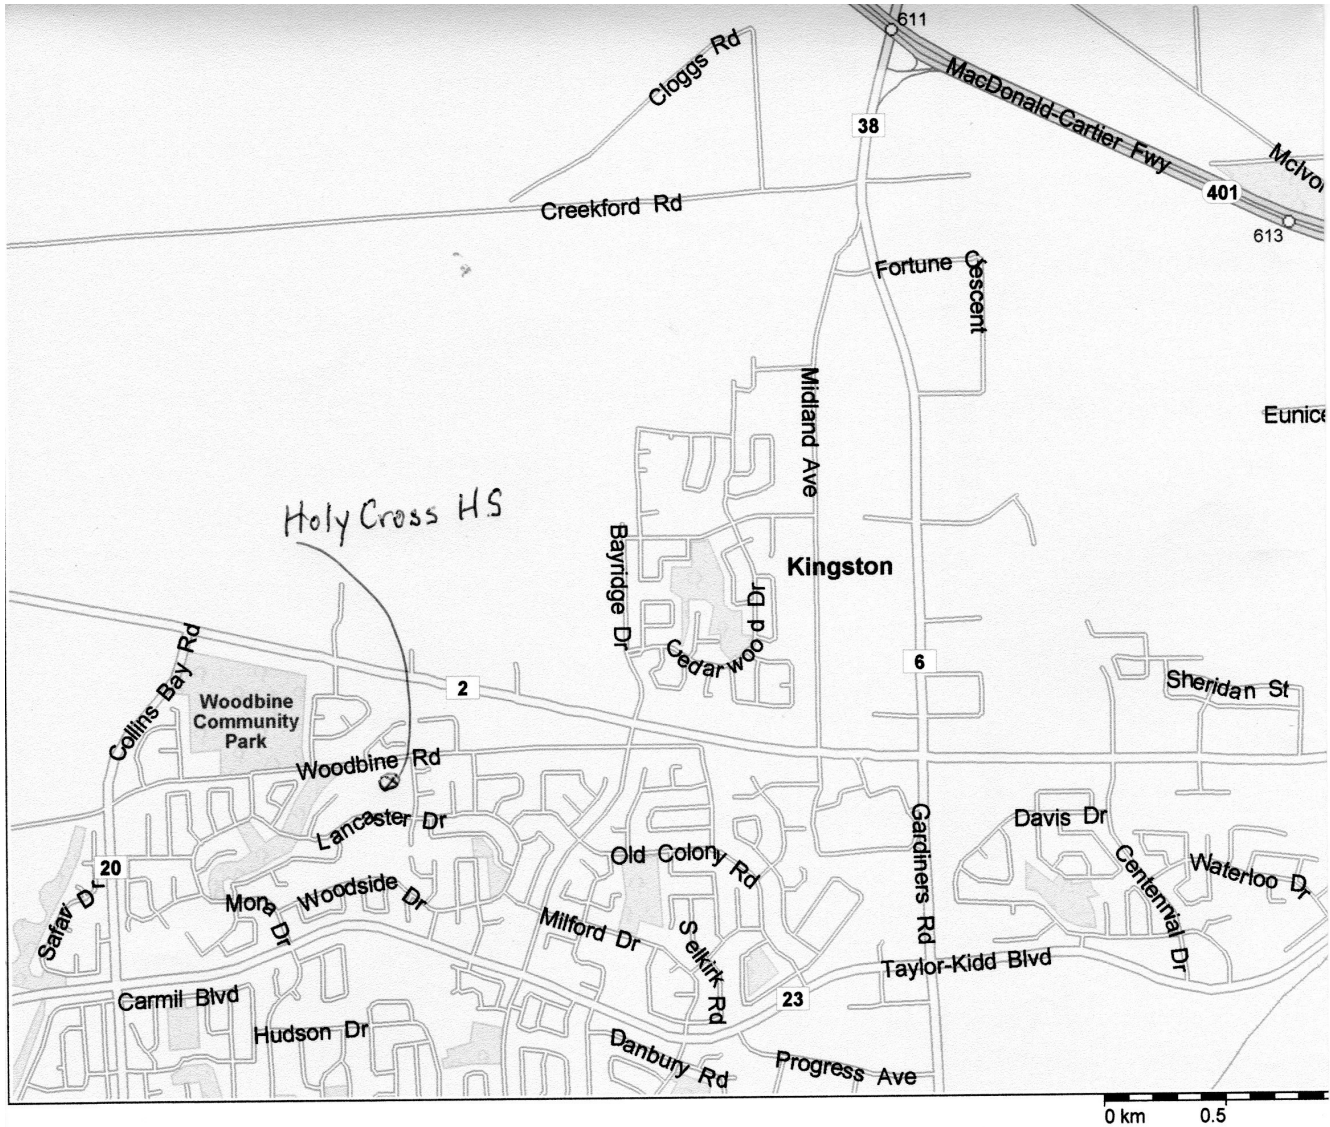 611
Cloggs Rd
MacDonald-Cartier Fwy
38
McIvo
401
Creekford Rd
613
Fortune Crescent
Midland Ave
Eunice
Holy Cross HS
Bayridge Dr
Kingston
Cedarwood Dr
Collins Bay Rd
6
2
Sheridan St
Woodbine
Community
Park
Woodbine Rd
Lancaster Dr
Davis Dr
Gardiners Rd
Old Colony Rd
Centennial Dr
Waterloo Dr
20
Safari Dr
Mona Dr
Woodside Dr
Milford Dr
Selkirk Rd
Taylor-Kidd Blvd
Carmil Blvd
23
Hudson Dr
Danbury Rd
Progress Ave
0 km 0.5